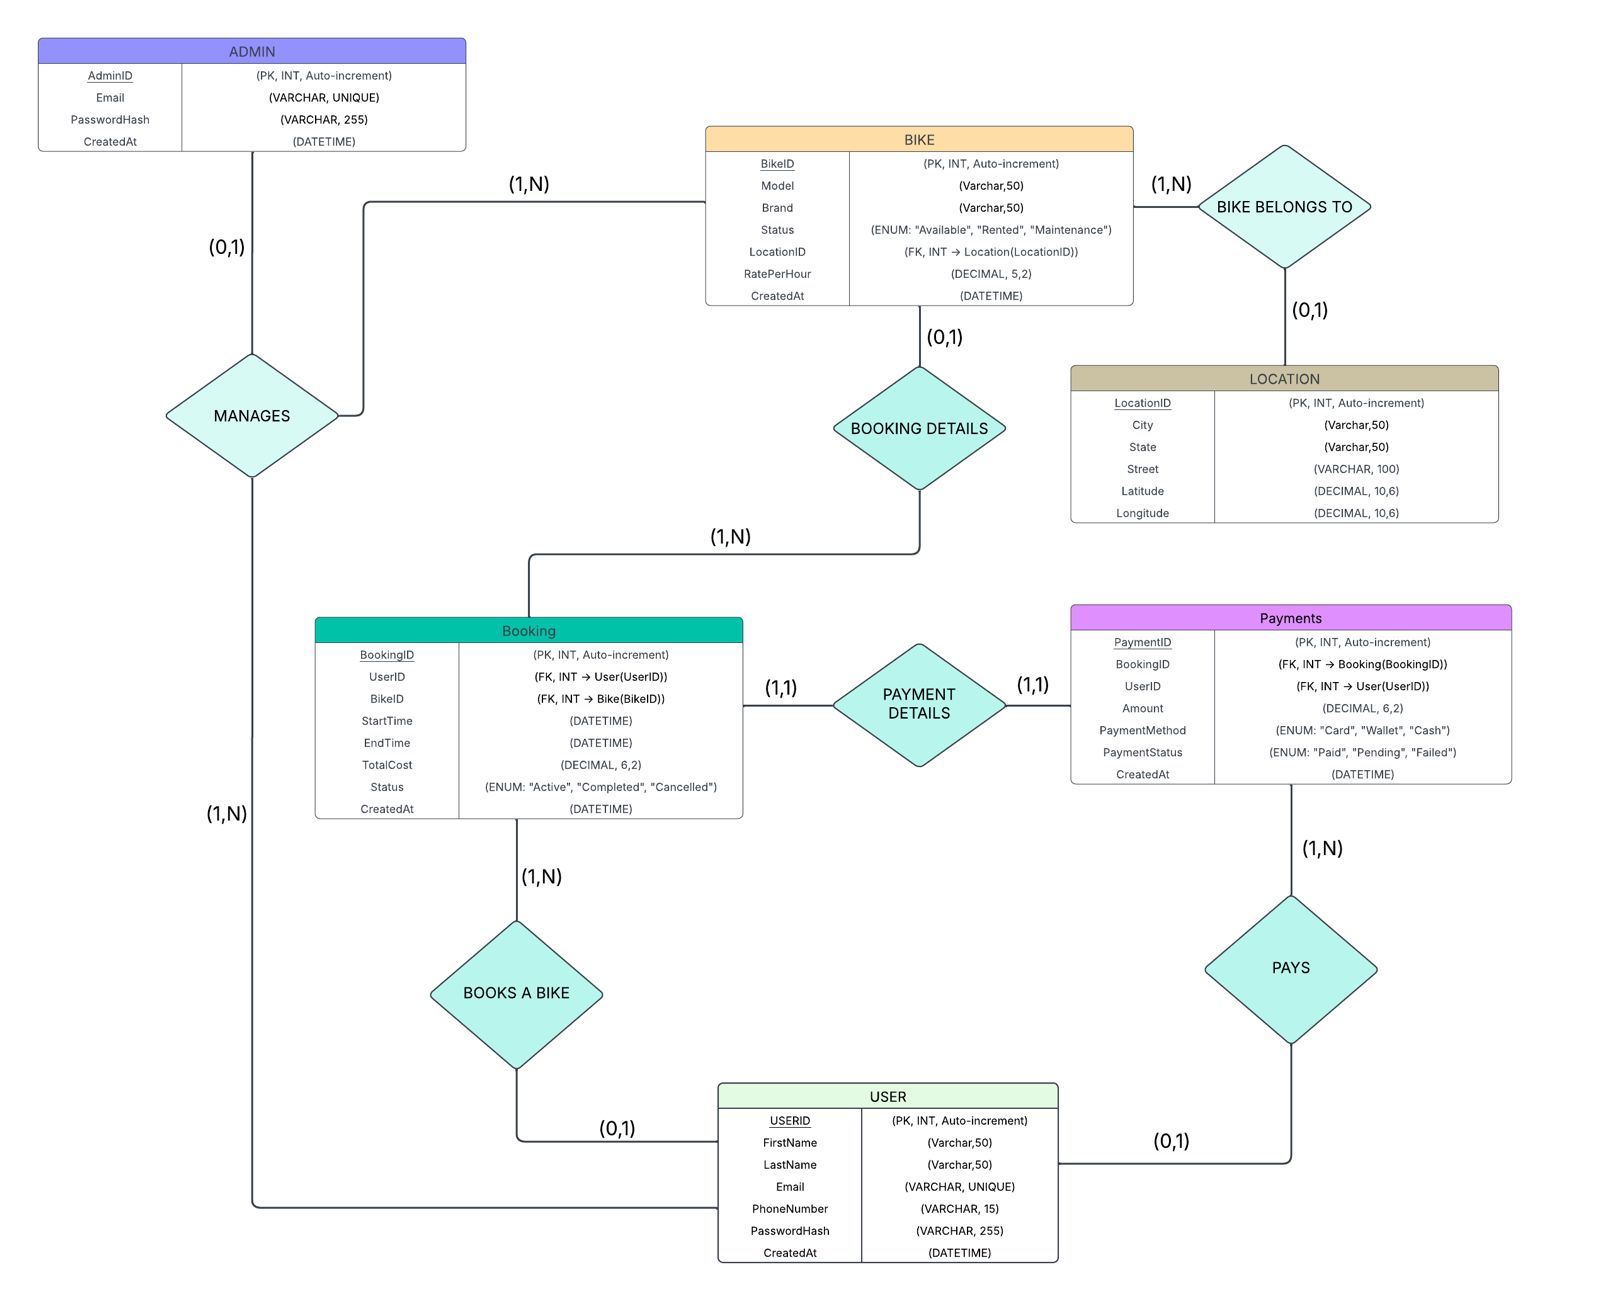 ADMIN
AdminID (PK, INT, Auto-increment)
Email (VARCHAR, UNIQUE)
PasswordHash (VARCHAR, 255)
CreatedAt (DATETIME)
(0,1)
(1,N)
BIKE
BikeID (PK, INT, Auto-increment)
Model (Varchar,50)
Brand (Varchar,50)
Status (ENUM: "Available", "Rented", "Maintenance")
LocationID (FK, INT → Location(LocationID))
RatePerHour (DECIMAL, 5,2)
CreatedAt (DATETIME)
(1,N)
BIKE BELONGS TO
(0,1)
(0,1)
MANAGES
BOOKING DETAILS
LOCATION
LocationID (PK, INT, Auto-increment)
City (Varchar,50)
State (Varchar,50)
Street (VARCHAR, 100)
Latitude (DECIMAL, 10,6)
Longitude (DECIMAL, 10,6)
(1,N)
Booking
BookingID (PK, INT, Auto-increment)
UserID (FK, INT → User(UserID))
BikeID (FK, INT → Bike(BikeID))
StartTime (DATETIME)
EndTime (DATETIME)
TotalCost (DECIMAL, 6,2)
Status (ENUM: "Active", "Completed", "Cancelled")
CreatedAt (DATETIME)
(1,1)
PAYMENT
DETAILS
(1,1)
Payments
PaymentID (PK, INT, Auto-increment)
BookingID (FK, INT → Booking(BookingID))
UserID (FK, INT → User(UserID))
Amount (DECIMAL, 6,2)
PaymentMethod (ENUM: "Card", "Wallet", "Cash")
PaymentStatus (ENUM: "Paid", "Pending", "Failed")
CreatedAt (DATETIME)
(1,N)
(1,N)
(1,N)
BOOKS A BIKE
PAYS
(0,1)
(0,1)
USER
USERID (PK, INT, Auto-increment)
FirstName (Varchar,50)
LastName (Varchar,50)
Email (VARCHAR, UNIQUE)
PhoneNumber (VARCHAR, 15)
PasswordHash (VARCHAR, 255)
CreatedAt (DATETIME)